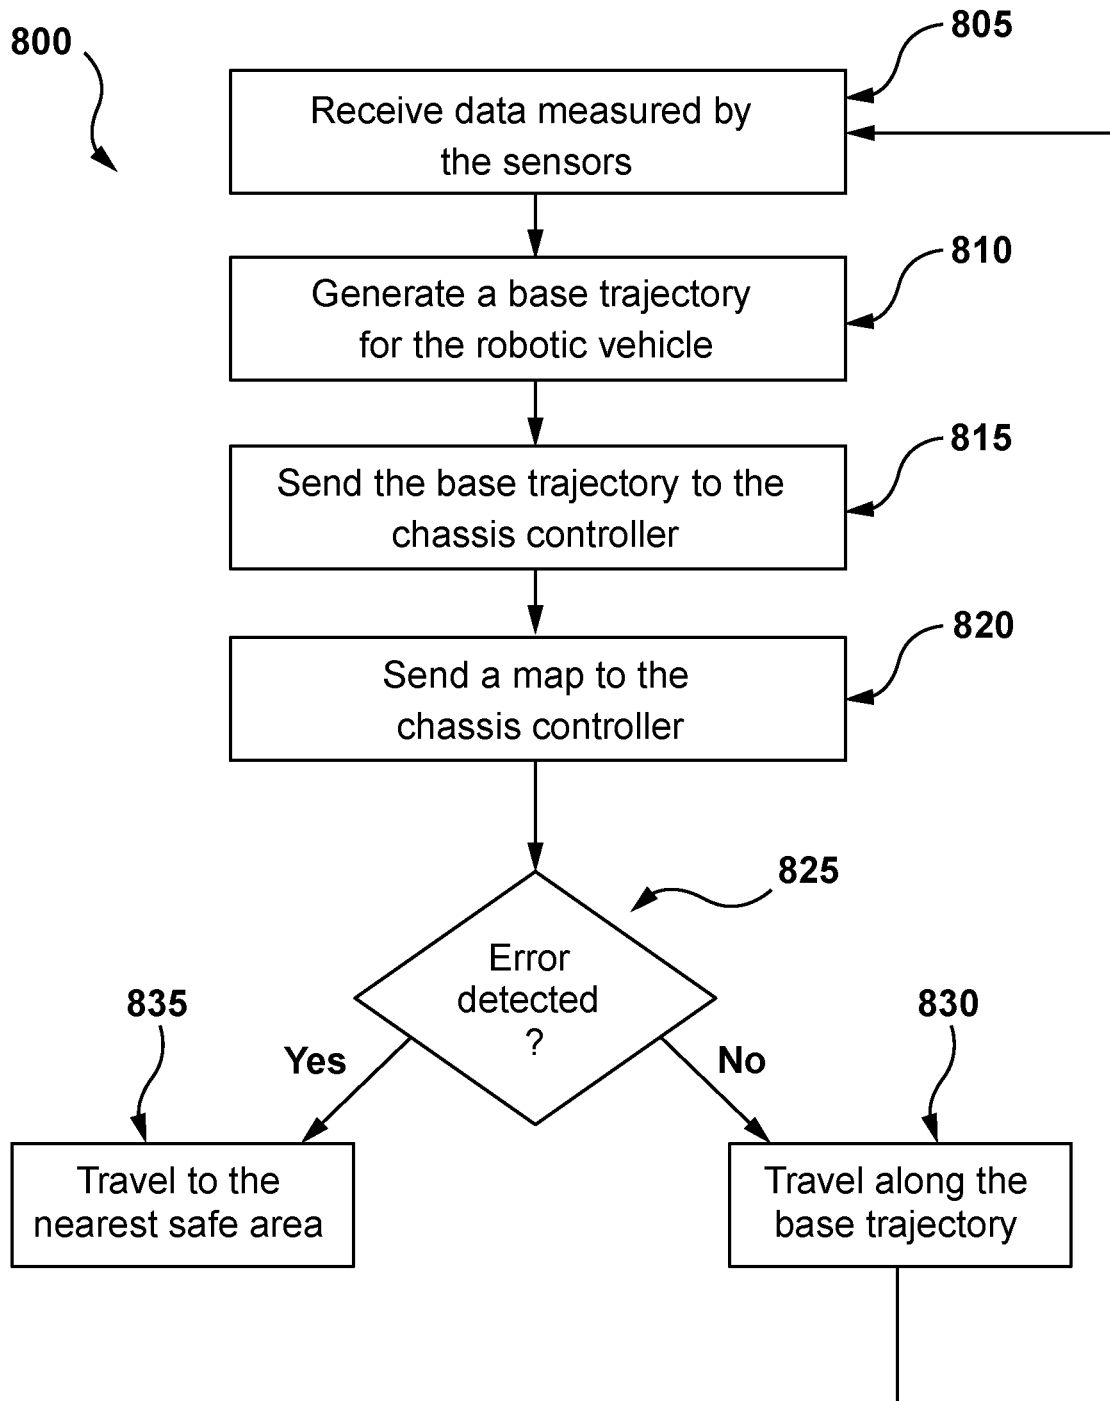 800
805
Receive data measured by
the sensors
810
Generate a base trajectory
for the robotic vehicle
815
Send the base trajectory to the
chassis controller
820
Send a map to the
chassis controller
825
Error
detected
?
835
830
Yes
No
Travel to the
nearest safe area
Travel along the
base trajectory